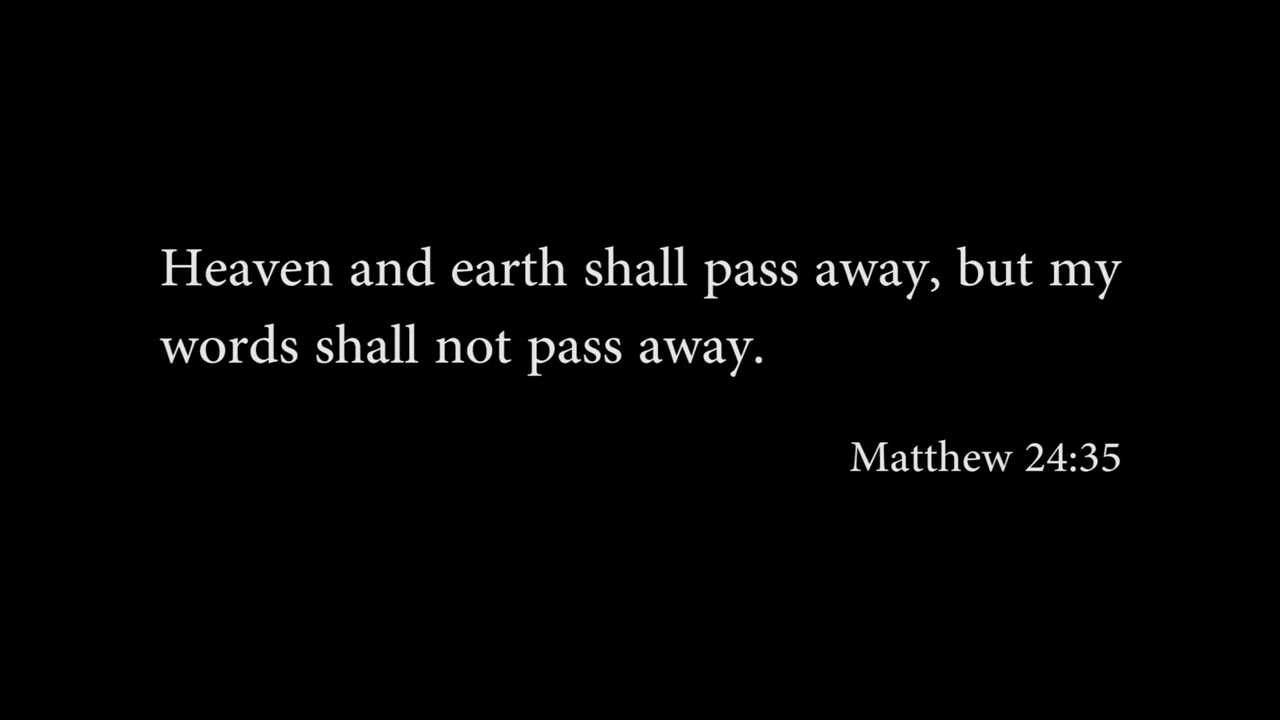 Heaven and earth shall pass away, but my
words shall not pass away.
Matthew 24:35